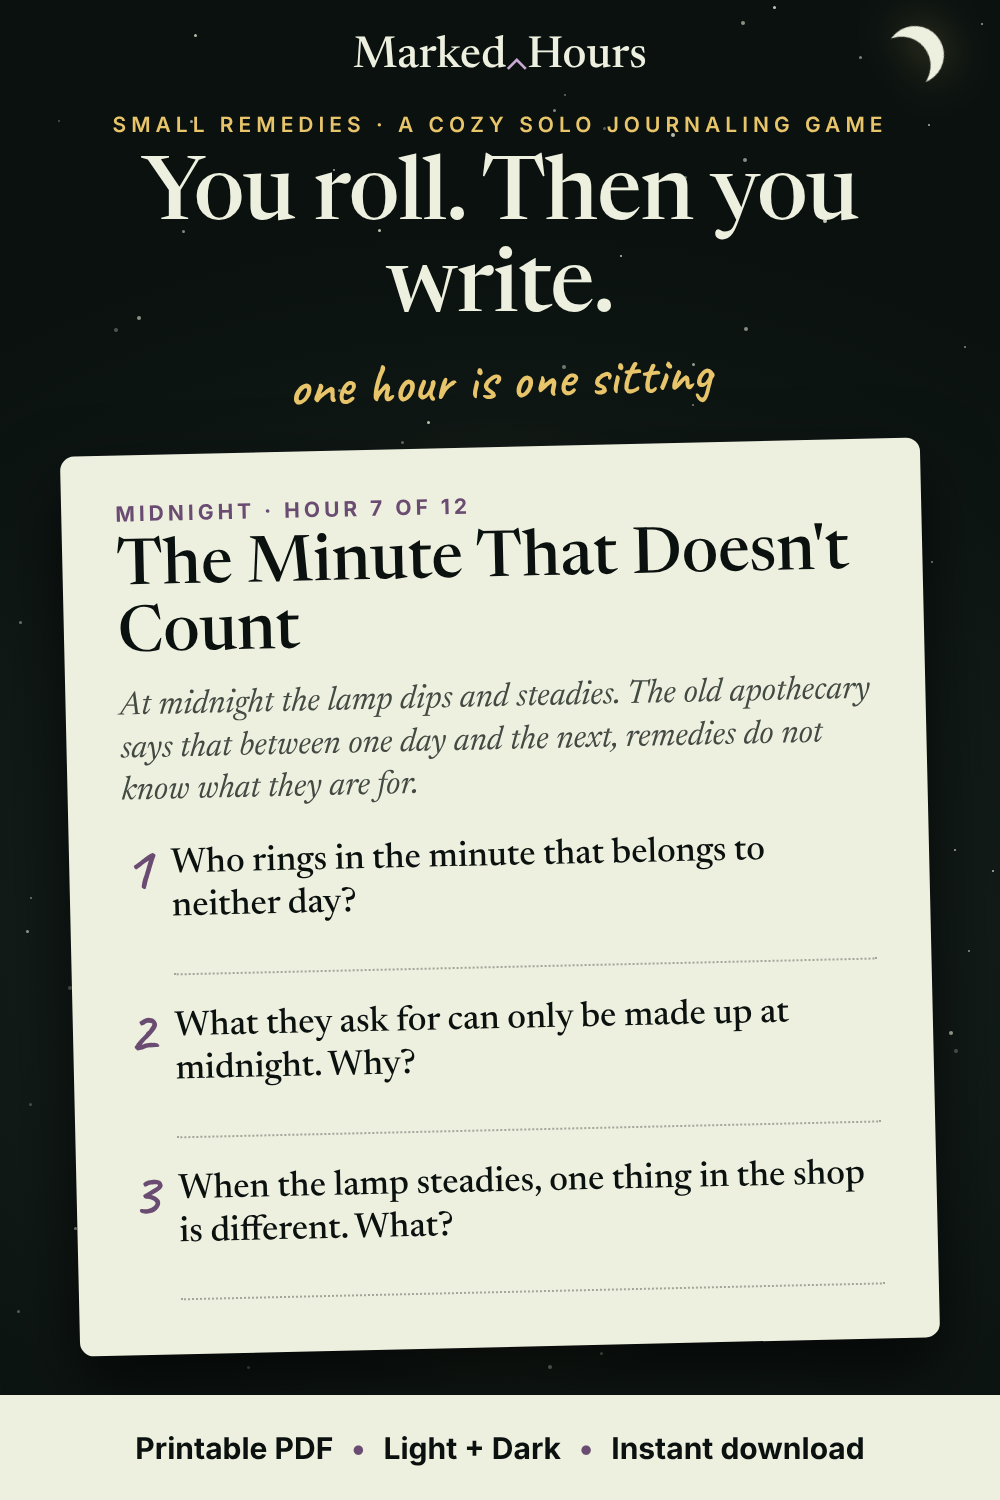 Marked‸Hours
SMALL REMEDIES · A COZY SOLO JOURNALING GAME
You roll. Then you
write.
one hour is one sitting
MIDNIGHT · HOUR 7 OF 12
The Minute That Doesn't
Count
At midnight the lamp dips and steadies. The old apothecary
says that between one day and the next, remedies do not
know what they are for.
1 Who rings in the minute that belongs to
neither day?
2 What they ask for can only be made up at
midnight. Why?
3 When the lamp steadies, one thing in the shop
is different. What?
Printable PDF • Light + Dark • Instant download